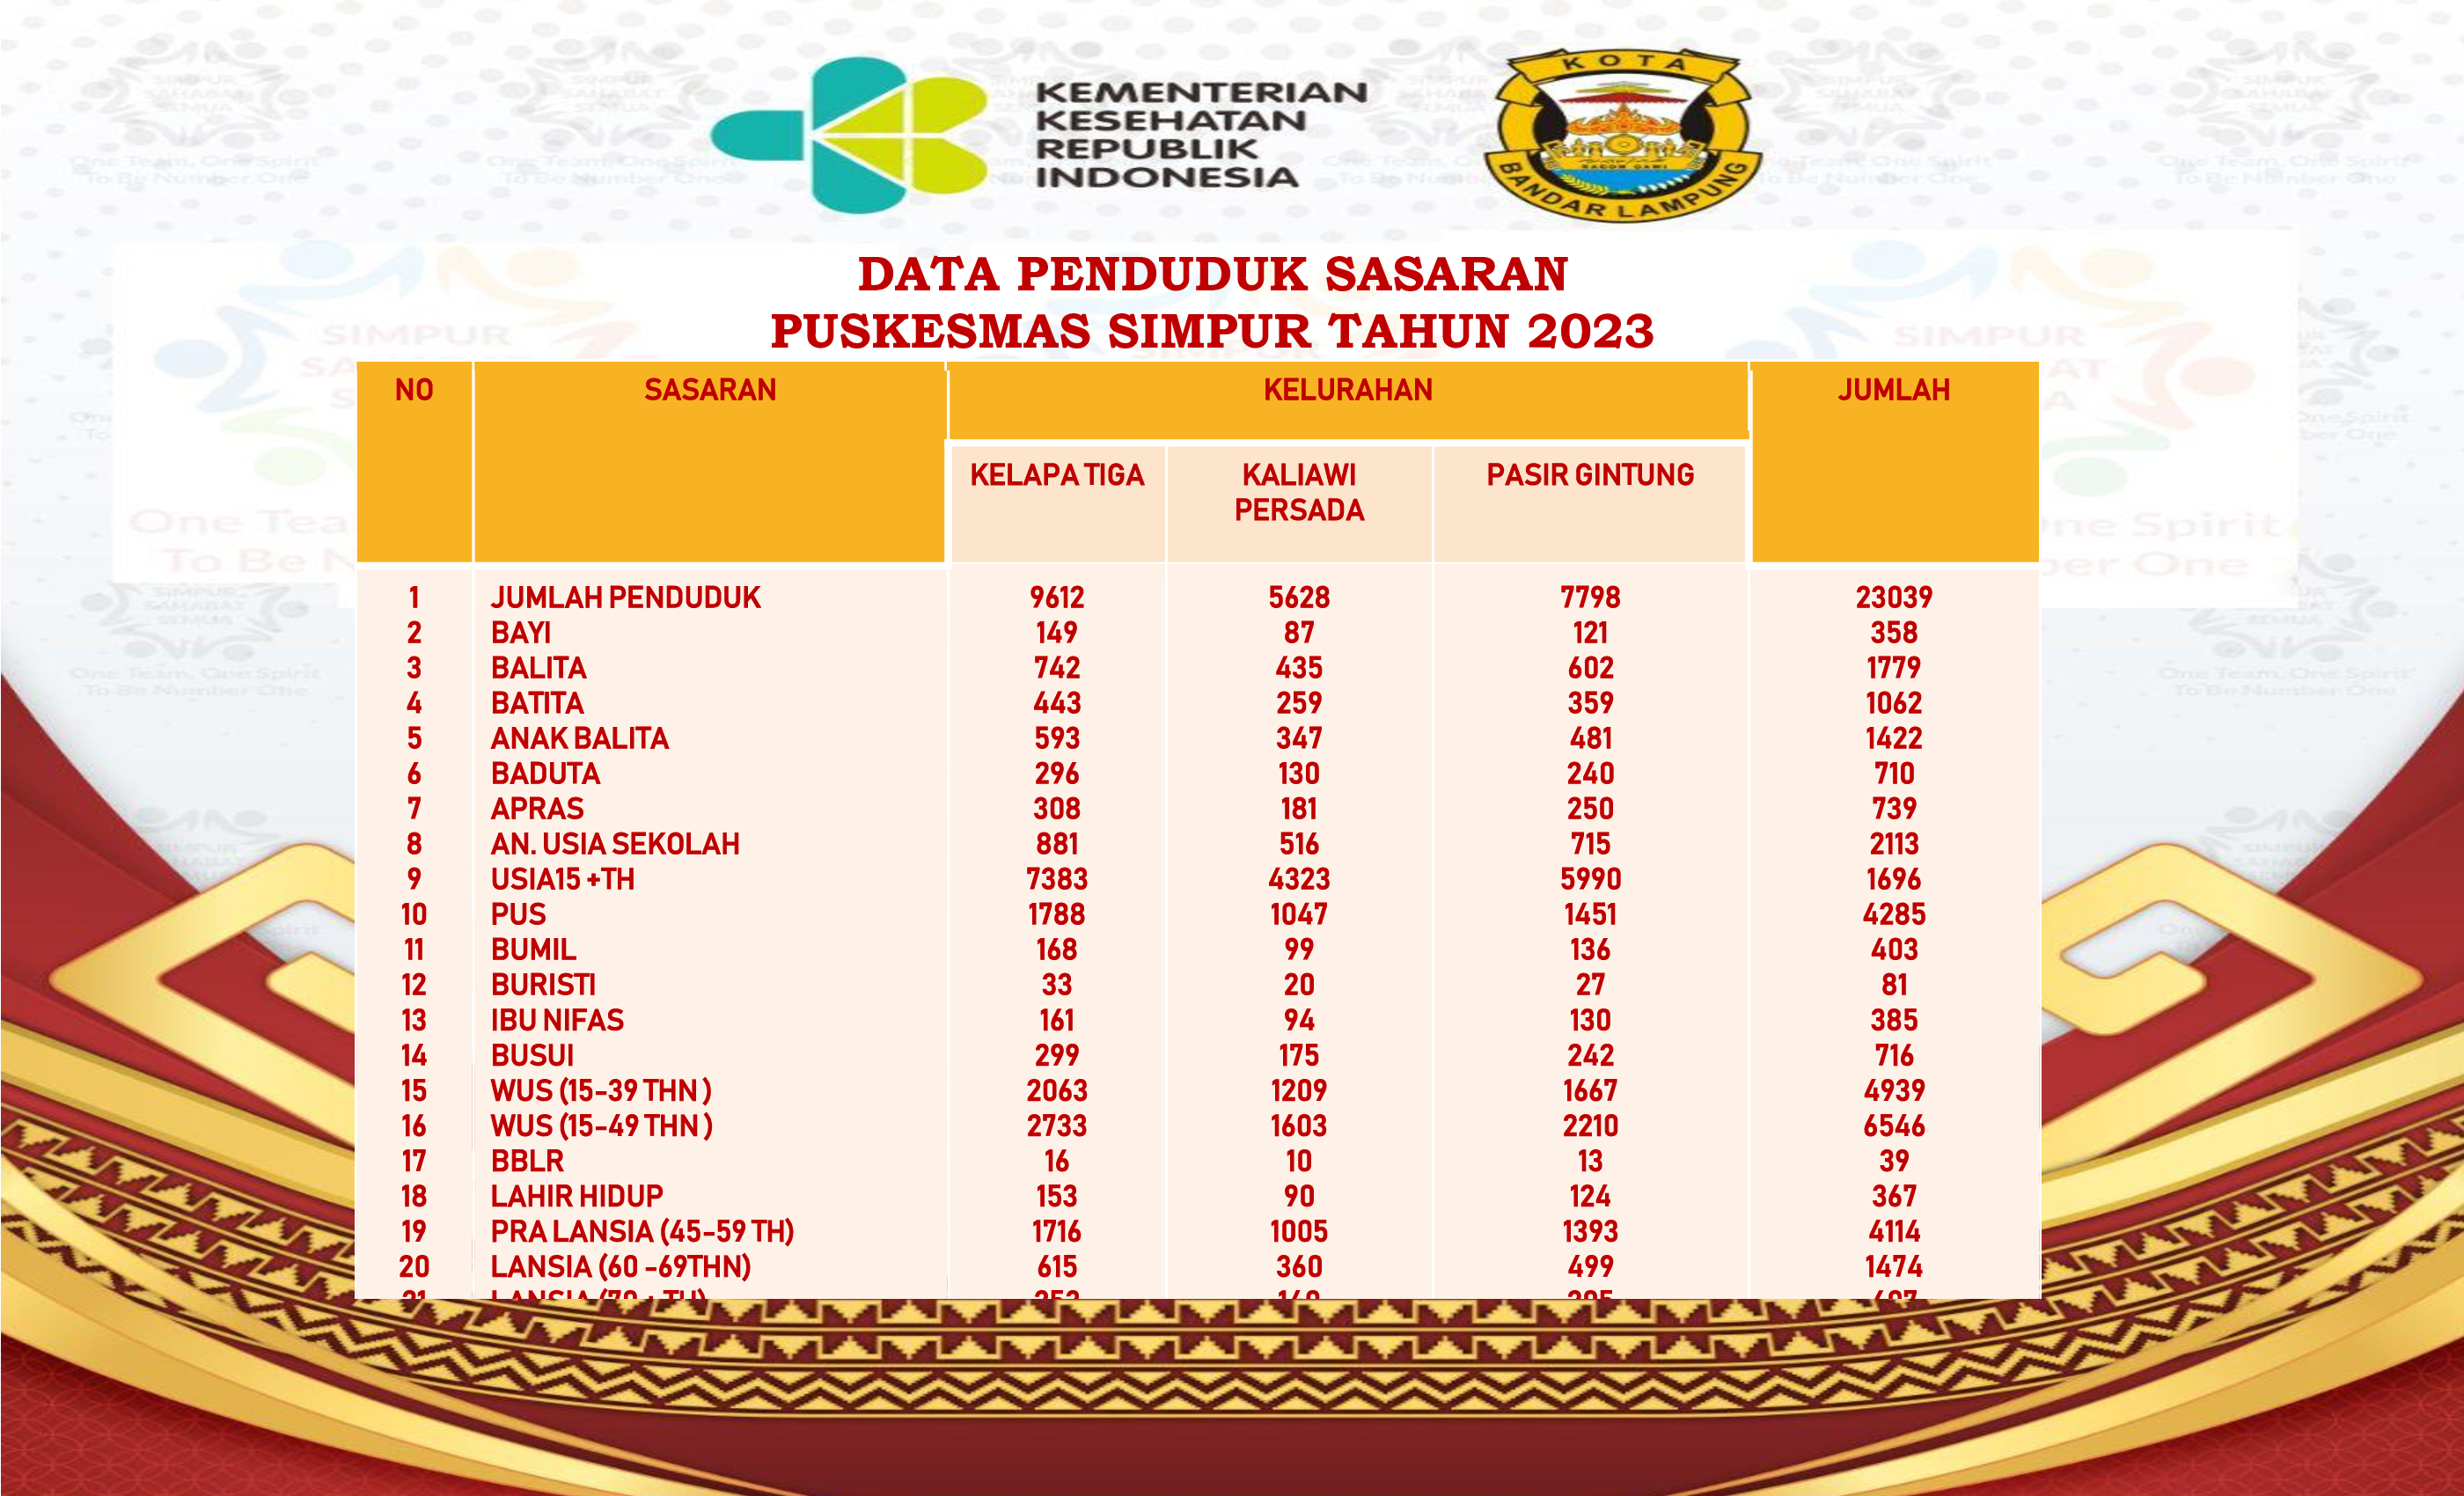 KEMENTERIAN
KESEHATAN
REPUBLIK
INDONESIA
KOTA
BANDAR LAMPUNG
DATA PENDUDUK SASARAN
PUSKESMAS SIMPUR TAHUN 2023
NO SASARAN KELURAHAN JUMLAH
KELAPA TIGA KALIAWI PERSADA PASIR GINTUNG
1 JUMLAH PENDUDUK 9612 5628 7798 23039
2 BAYI 149 87 121 358
3 BALITA 742 435 602 1779
4 BATITA 443 259 359 1062
5 ANAK BALITA 593 347 481 1422
6 BADUTA 296 130 240 710
7 APRAS 308 181 250 739
8 AN. USIA SEKOLAH 881 516 715 2113
9 USIA15 +TH 7383 4323 5990 1696
10 PUS 1788 1047 1451 4285
11 BUMIL 168 99 136 403
12 BURISTI 33 20 27 81
13 IBU NIFAS 161 94 130 385
14 BUSUI 299 175 242 716
15 WUS (15-39 THN ) 2063 1209 1667 4939
16 WUS (15-49 THN ) 2733 1603 2210 6546
17 BBLR 16 10 13 39
18 LAHIR HIDUP 153 90 124 367
19 PRA LANSIA (45-59 TH) 1716 1005 1393 4114
20 LANSIA (60 -69THN) 615 360 499 1474